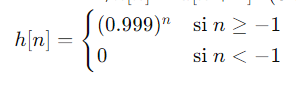 h[n] = { (0.999)ⁿ si n ≥ −1
0 si n < −1